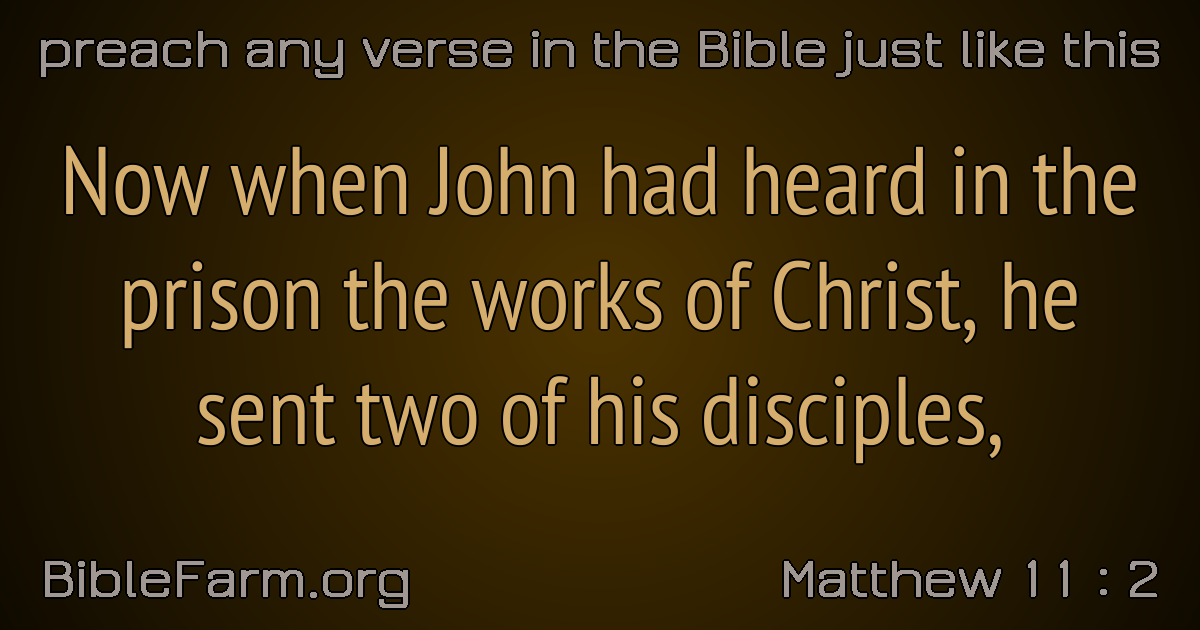 preach any verse in the Bible just like this
Now when John had heard in the
prison the works of Christ, he
sent two of his disciples,
BibleFarm.org
Matthew 11 : 2